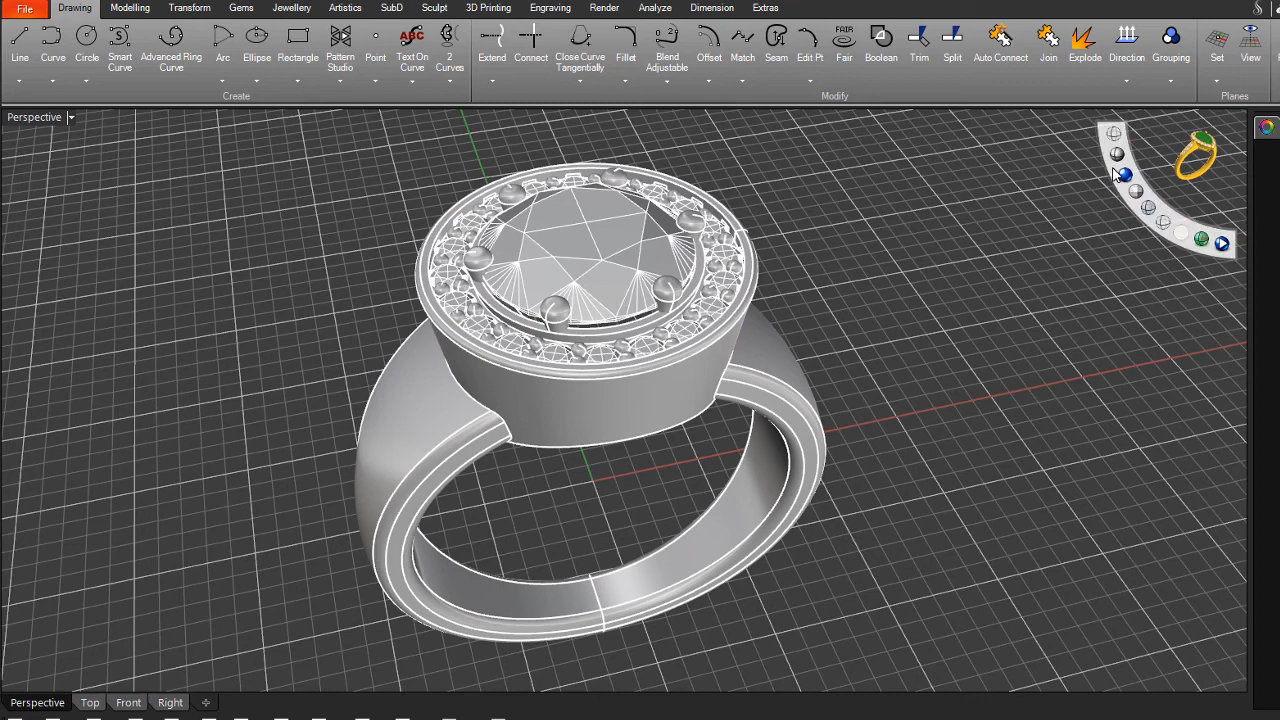 File Drawing Modelling Transform Gems Jewellery Artistics SubD Sculpt 3D Printing Engraving Render Analyze Dimension Extras
ABC FAIR
Line Curve Circle Smart Curve Advanced Ring Curve Arc Ellipse Rectangle Pattern Studio Point Text On Curve 2 Curves Extend Connect Close Curve Tangentially Fillet Blend Adjustable Offset Match Seam Edit Pt Fair Boolean Trim Split Auto Connect Join Explode Direction Grouping Set View
Create Modify Planes
Perspective
Perspective Top Front Right